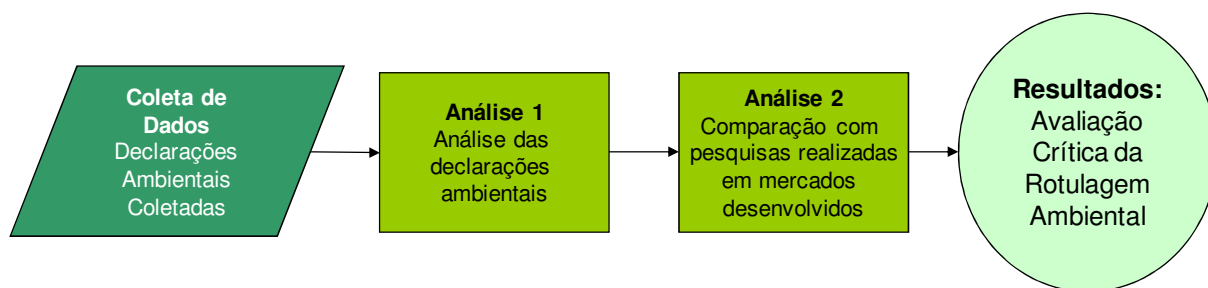 Coleta de
Dados
Declarações
Ambientais
Coletadas
Análise 1
Análise das
declarações
ambientais
Análise 2
Comparação com
pesquisas realizadas
em mercados
desenvolvidos
Resultados:
Avaliação
Crítica da
Rotulagem
Ambiental